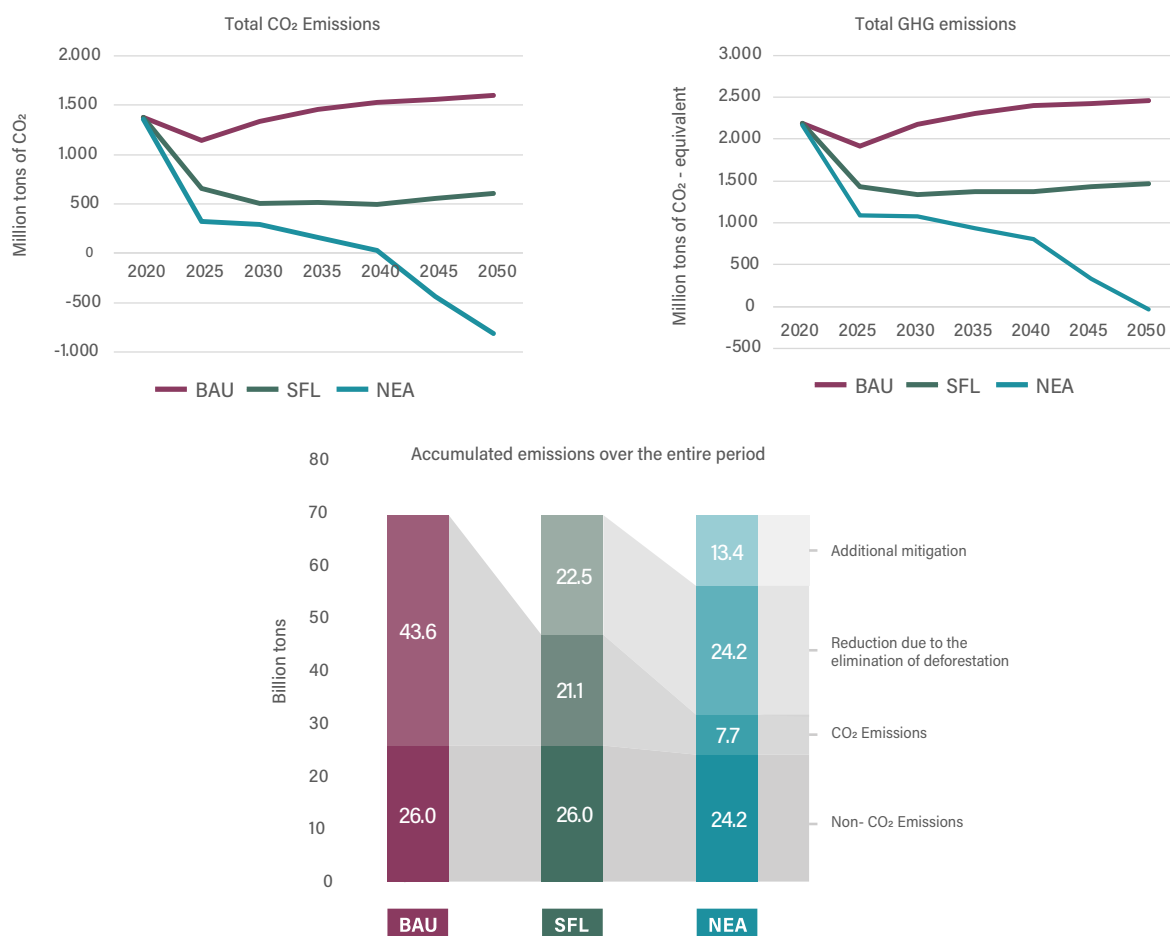 Total CO₂ Emissions
Million tons of CO₂
2.000
1.500
1.000
500
0
-500
-1.000
2020 2025 2030 2035 2040 2045 2050
BAU SFL NEA
Total GHG emissions
Million tons of CO₂ - equivalent
3.000
2.500
2.000
1.500
1.000
500
0
-500
2020 2025 2030 2035 2040 2045 2050
BAU SFL NEA
Accumulated emissions over the entire period
Billion tons
80
70
60
50
40
30
20
10
0
43.6
26.0
22.5
21.1
26.0
13.4
24.2
7.7
24.2
Additional mitigation
Reduction due to the
elimination of deforestation
CO₂ Emissions
Non- CO₂ Emissions
BAU SFL NEA